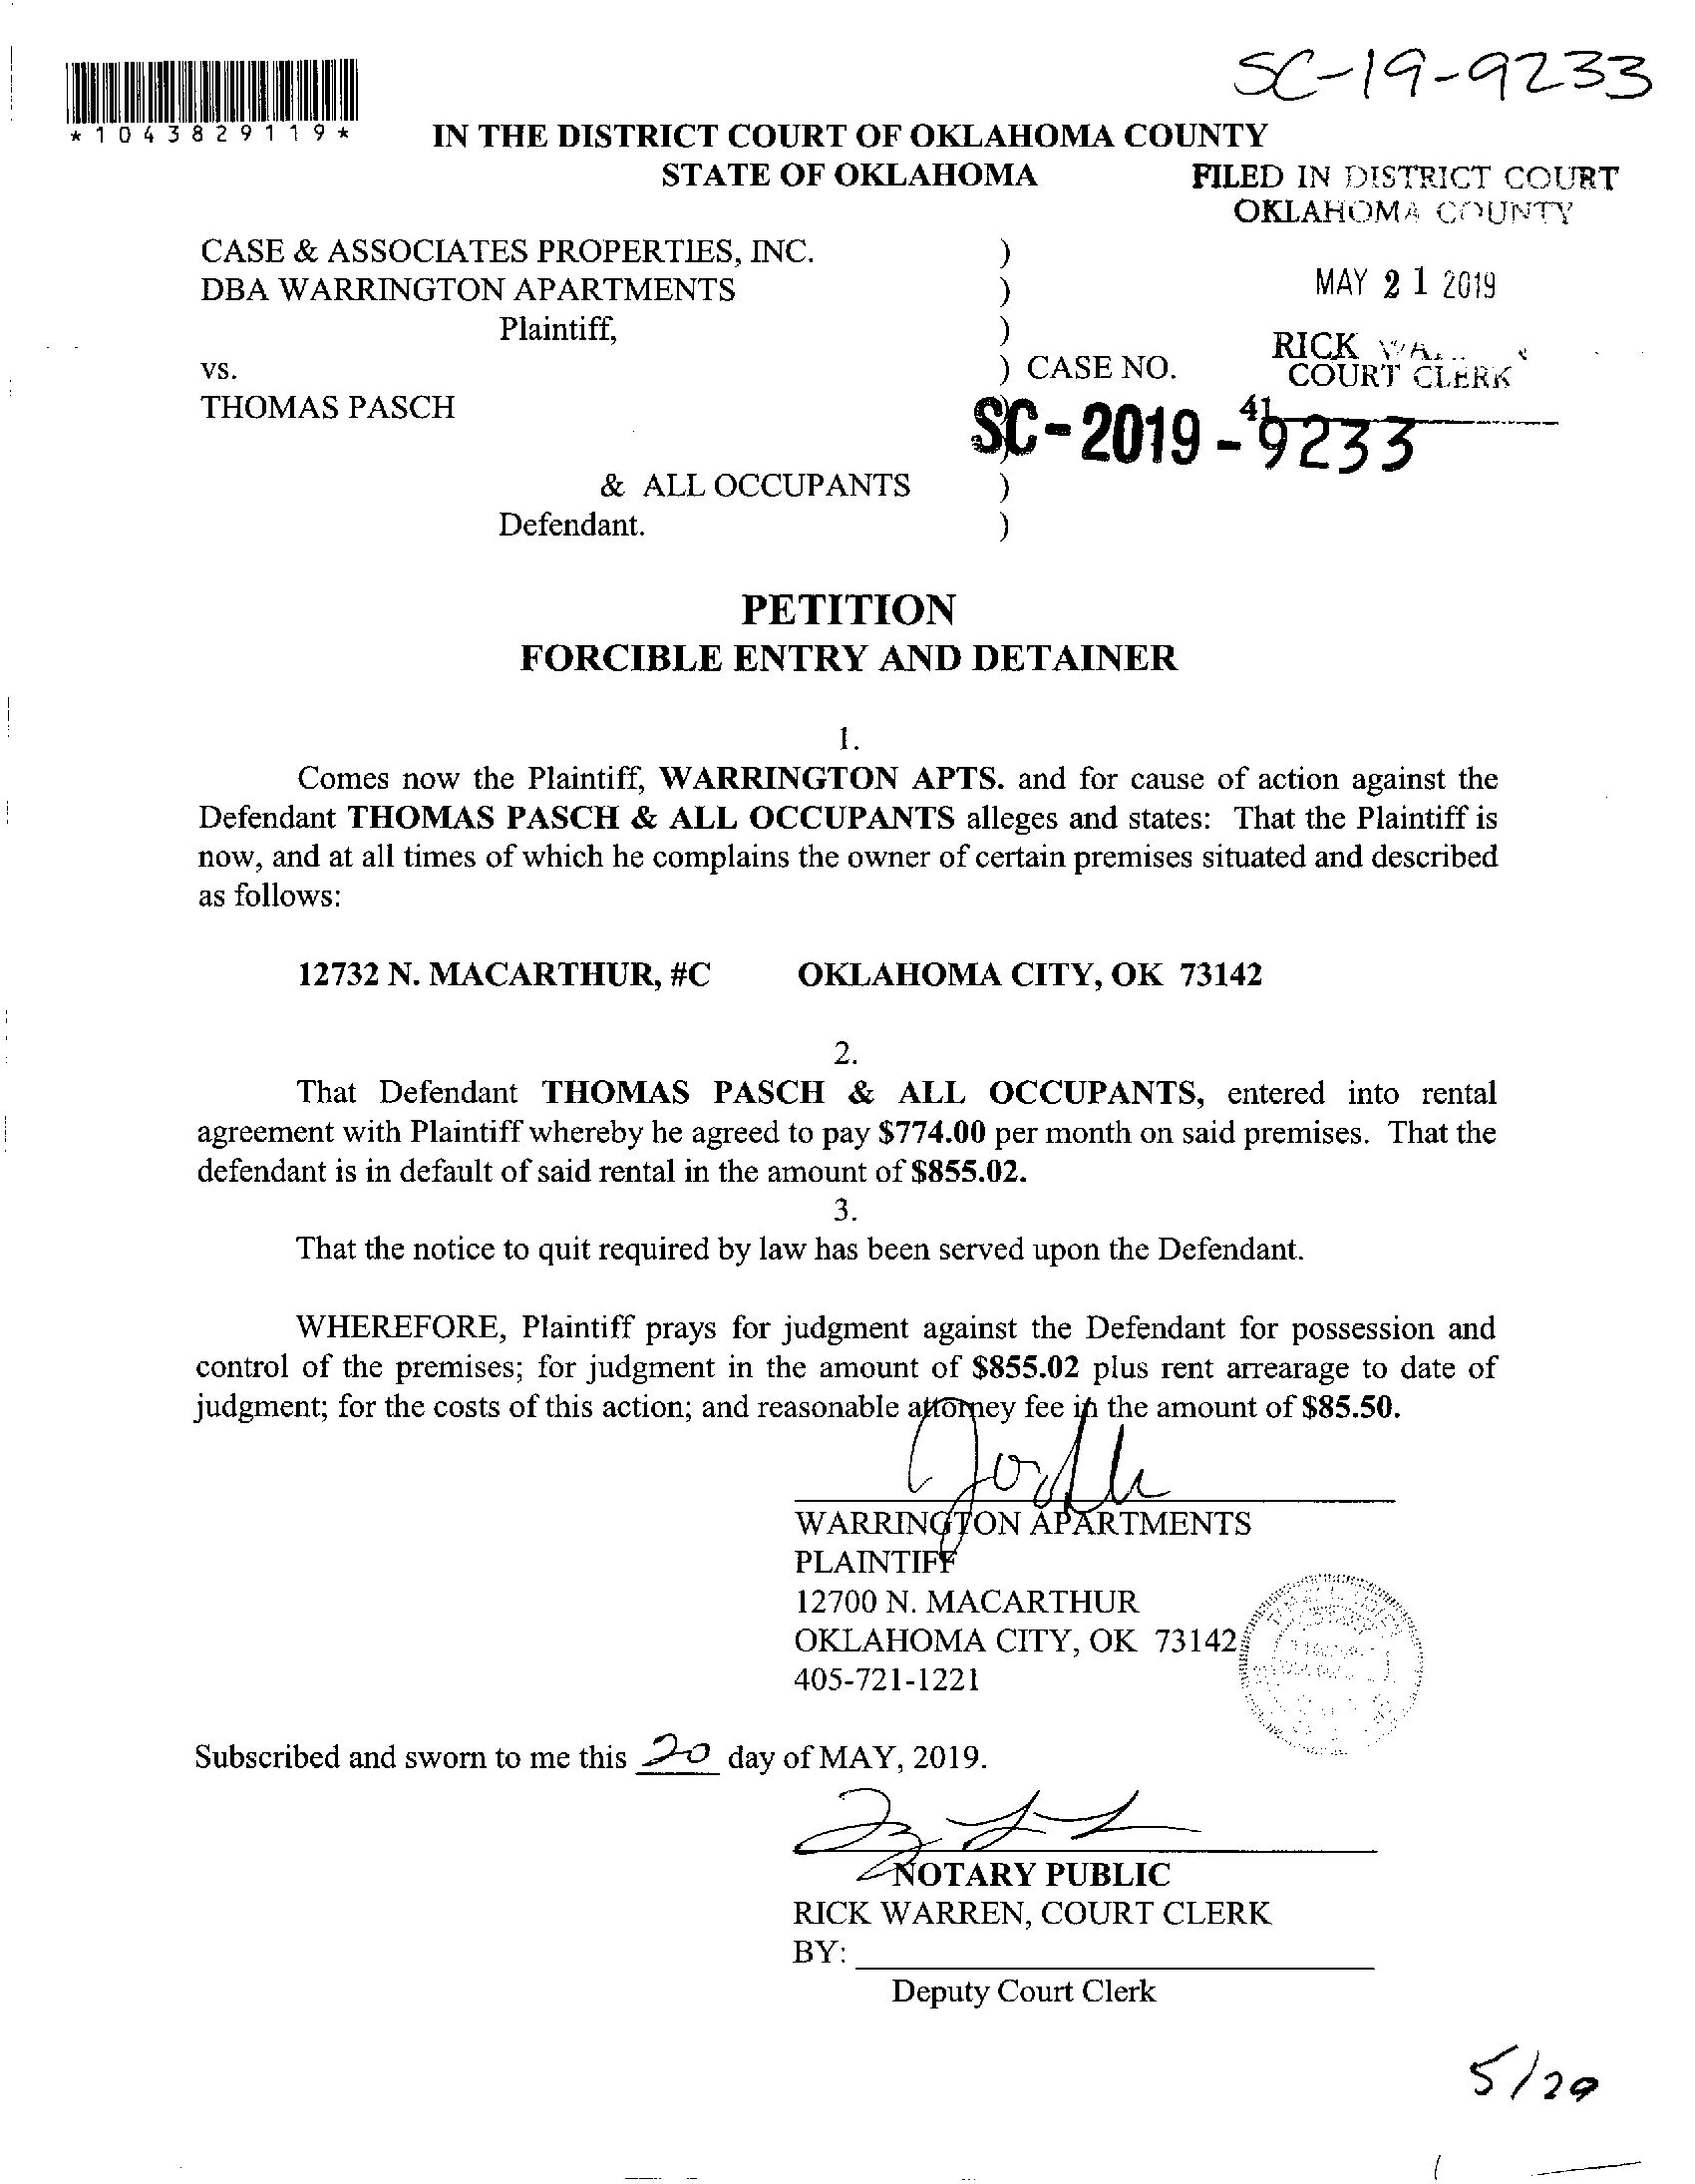 SC-19-9233
*1043829119*
IN THE DISTRICT COURT OF OKLAHOMA COUNTY
STATE OF OKLAHOMA
FILED IN DISTRICT COURT
OKLAHOMA COUNTY
CASE & ASSOCIATES PROPERTIES, INC. )
DBA WARRINGTON APARTMENTS )
MAY 21 2019
Plaintiff, )
RICK
vs. ) CASE NO.
COURT CLERK
THOMAS PASCH )
41
SC-2019-9233
& ALL OCCUPANTS )
Defendant. )
PETITION
FORCIBLE ENTRY AND DETAINER
1.
Comes now the Plaintiff, WARRINGTON APTS. and for cause of action against the
Defendant THOMAS PASCH & ALL OCCUPANTS alleges and states: That the Plaintiff is
now, and at all times of which he complains the owner of certain premises situated and described
as follows:
12732 N. MACARTHUR, #C OKLAHOMA CITY, OK 73142
2.
That Defendant THOMAS PASCH & ALL OCCUPANTS, entered into rental
agreement with Plaintiff whereby he agreed to pay $774.00 per month on said premises. That the
defendant is in default of said rental in the amount of $855.02.
3.
That the notice to quit required by law has been served upon the Defendant.
WHEREFORE, Plaintiff prays for judgment against the Defendant for possession and
control of the premises; for judgment in the amount of $855.02 plus rent arrearage to date of
judgment; for the costs of this action; and reasonable attorney fee in the amount of $85.50.
WARRINGTON APARTMENTS
PLAINTIFF
12700 N. MACARTHUR
OKLAHOMA CITY, OK 73142
405-721-1221
Subscribed and sworn to me this 20 day of MAY, 2019.
NOTARY PUBLIC
RICK WARREN, COURT CLERK
BY:
Deputy Court Clerk
5/29